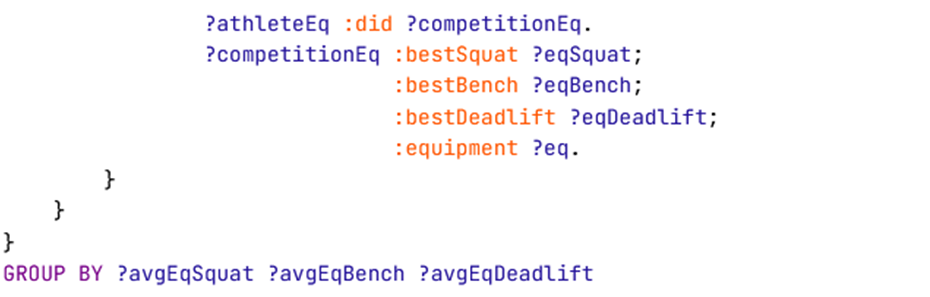 ?athleteEq :did ?competitionEq.
?competitionEq :bestSquat ?eqSquat;
:bestBench ?eqBench;
:bestDeadlift ?eqDeadlift;
:equipment ?eq.
}
}
}
GROUP BY ?avgEqSquat ?avgEqBench ?avgEqDeadlift